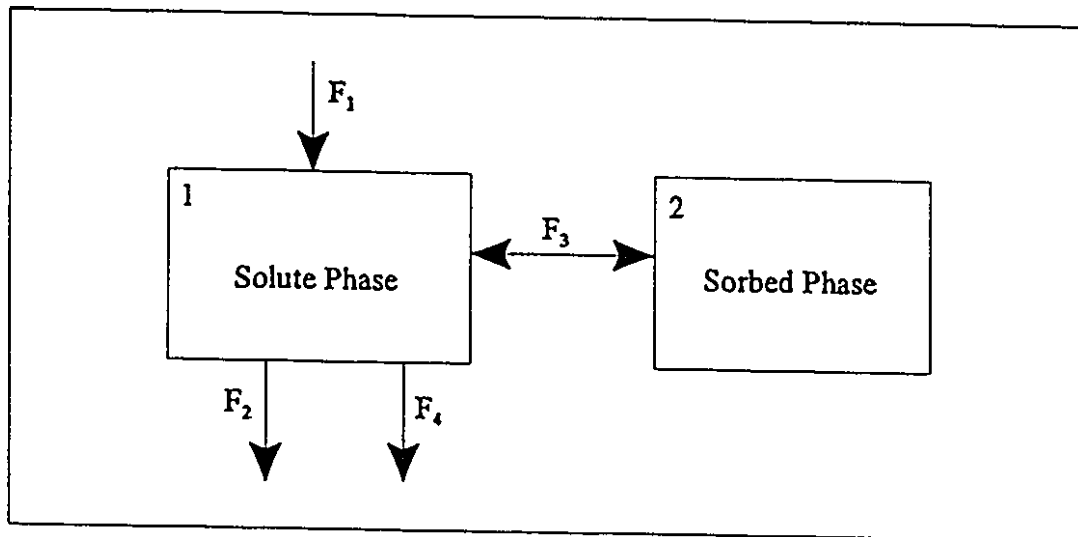 F₁
1
2
F₃
Solute Phase
Sorbed Phase
F₂
F₄